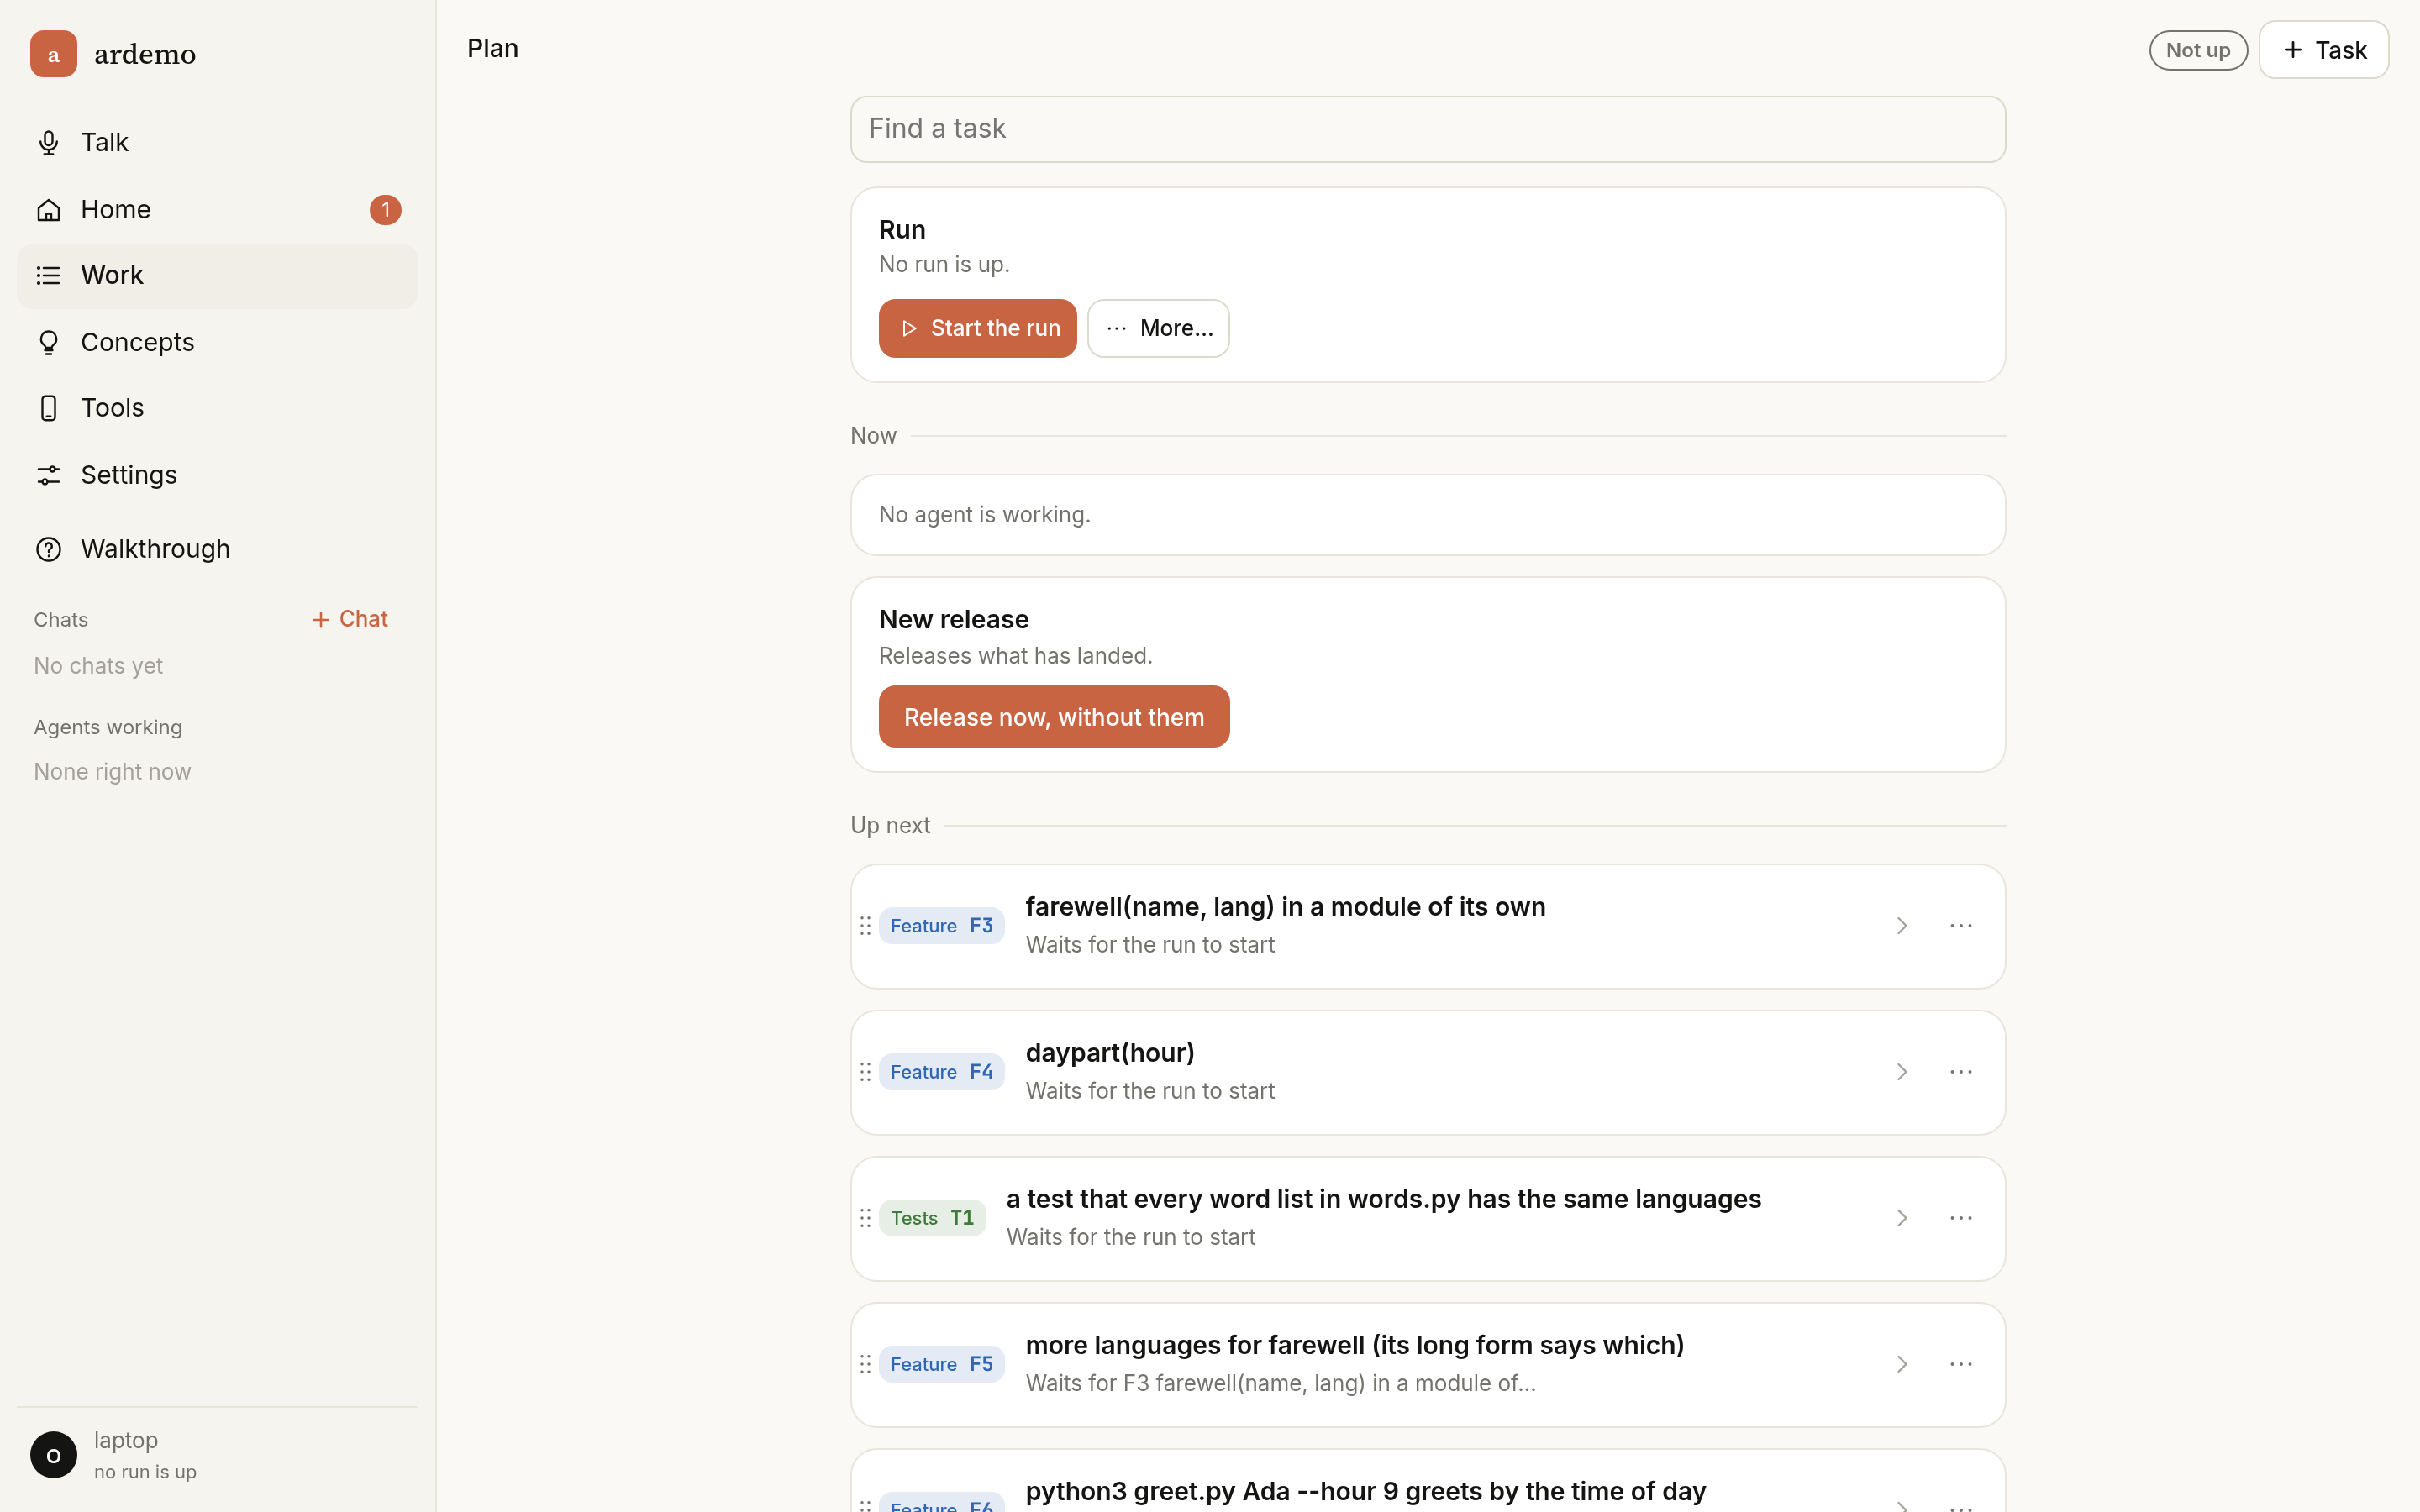 a ardemo
Talk
Home 1
Work
Concepts
Tools
Settings
Walkthrough
Chats + Chat
No chats yet
Agents working
None right now
o laptop
no run is up
Plan
Not up + Task
Find a task
Run
No run is up.
Start the run ... More...
Now
No agent is working.
New release
Releases what has landed.
Release now, without them
Up next
Feature F3 farewell(name, lang) in a module of its own
Waits for the run to start
Feature F4 daypart(hour)
Waits for the run to start
Tests T1 a test that every word list in words.py has the same languages
Waits for the run to start
Feature F5 more languages for farewell (its long form says which)
Waits for F3 farewell(name, lang) in a module of...
Feature F6 python3 greet.py Ada --hour 9 greets by the time of day